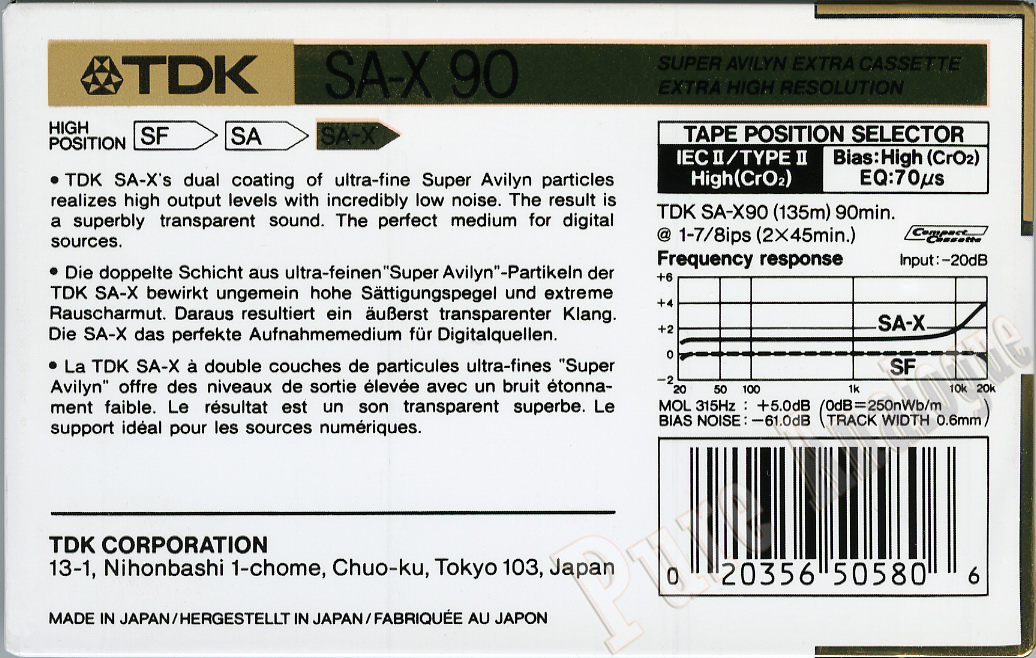 TDK SA-X 90
SUPER AVILYN EXTRA CASSETTE
EXTRA HIGH RESOLUTION
HIGH
POSITION
SF SA SA-X
• TDK SA-X's dual coating of ultra-fine Super Avilyn particles
realizes high output levels with incredibly low noise. The result is
a superbly transparent sound. The perfect medium for digital
sources.
• Die doppelte Schicht aus ultra-feinen "Super Avilyn"-Partikeln der
TDK SA-X bewirkt ungemein hohe Sättigungspegel und extreme
Rauscharmut. Daraus resultiert ein äußerst transparenter Klang.
Die SA-X das perfekte Aufnahmemedium für Digitalquellen.
• La TDK SA-X à double couches de particules ultra-fines "Super
Avilyn" offre des niveaux de sortie élevée avec un bruit étonna-
ment faible. Le résultat est un son transparent superbe. Le
support idéal pour les sources numériques.
TDK CORPORATION
13-1, Nihonbashi 1-chome, Chuo-ku, Tokyo 103, Japan
MADE IN JAPAN/HERGESTELLT IN JAPAN/FABRIQUÉE AU JAPON
TAPE POSITION SELECTOR
IEC II/TYPE II
High(CrO₂)
Bias:High (CrO₂)
EQ:70μs
TDK SA-X90 (135m) 90min.
@ 1-7/8ips (2×45min.)
Compact
Cassette
Frequency response Input:-20dB
+6
+4
+2
0
-2
SA-X
SF
20 50 100 1k 10k 20k
MOL 315Hz : +5.0dB (0dB=250nWb/m
BIAS NOISE : -61.0dB (TRACK WIDTH 0.6mm)
0 20356 50580 6
Pure Analogue